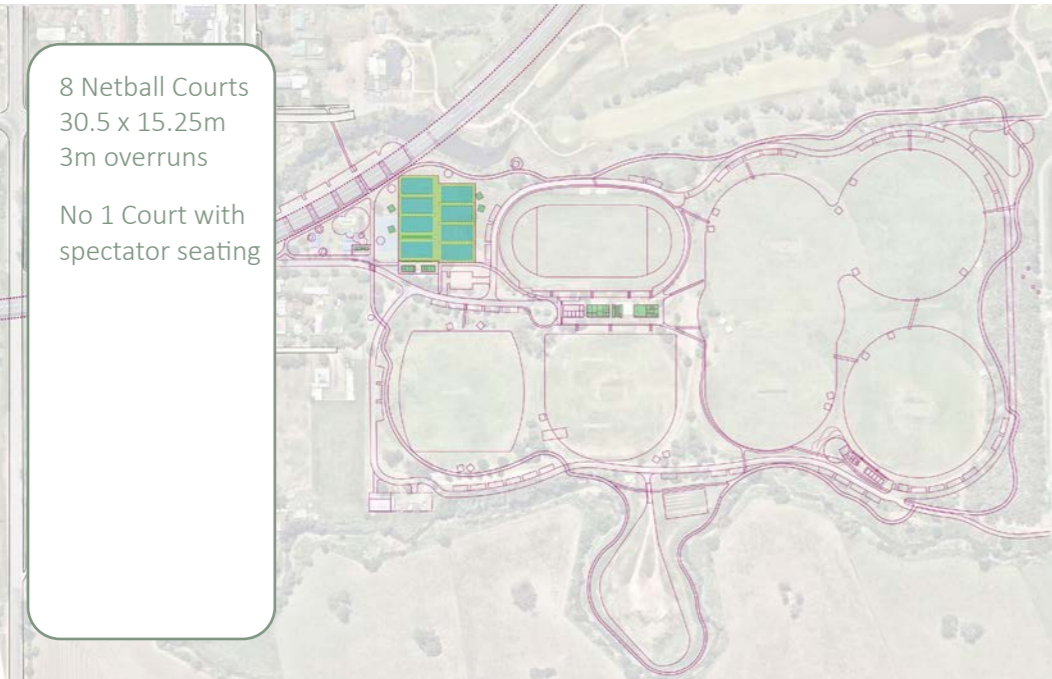 8 Netball Courts
30.5 x 15.25m
3m overruns
No 1 Court with
spectator seating